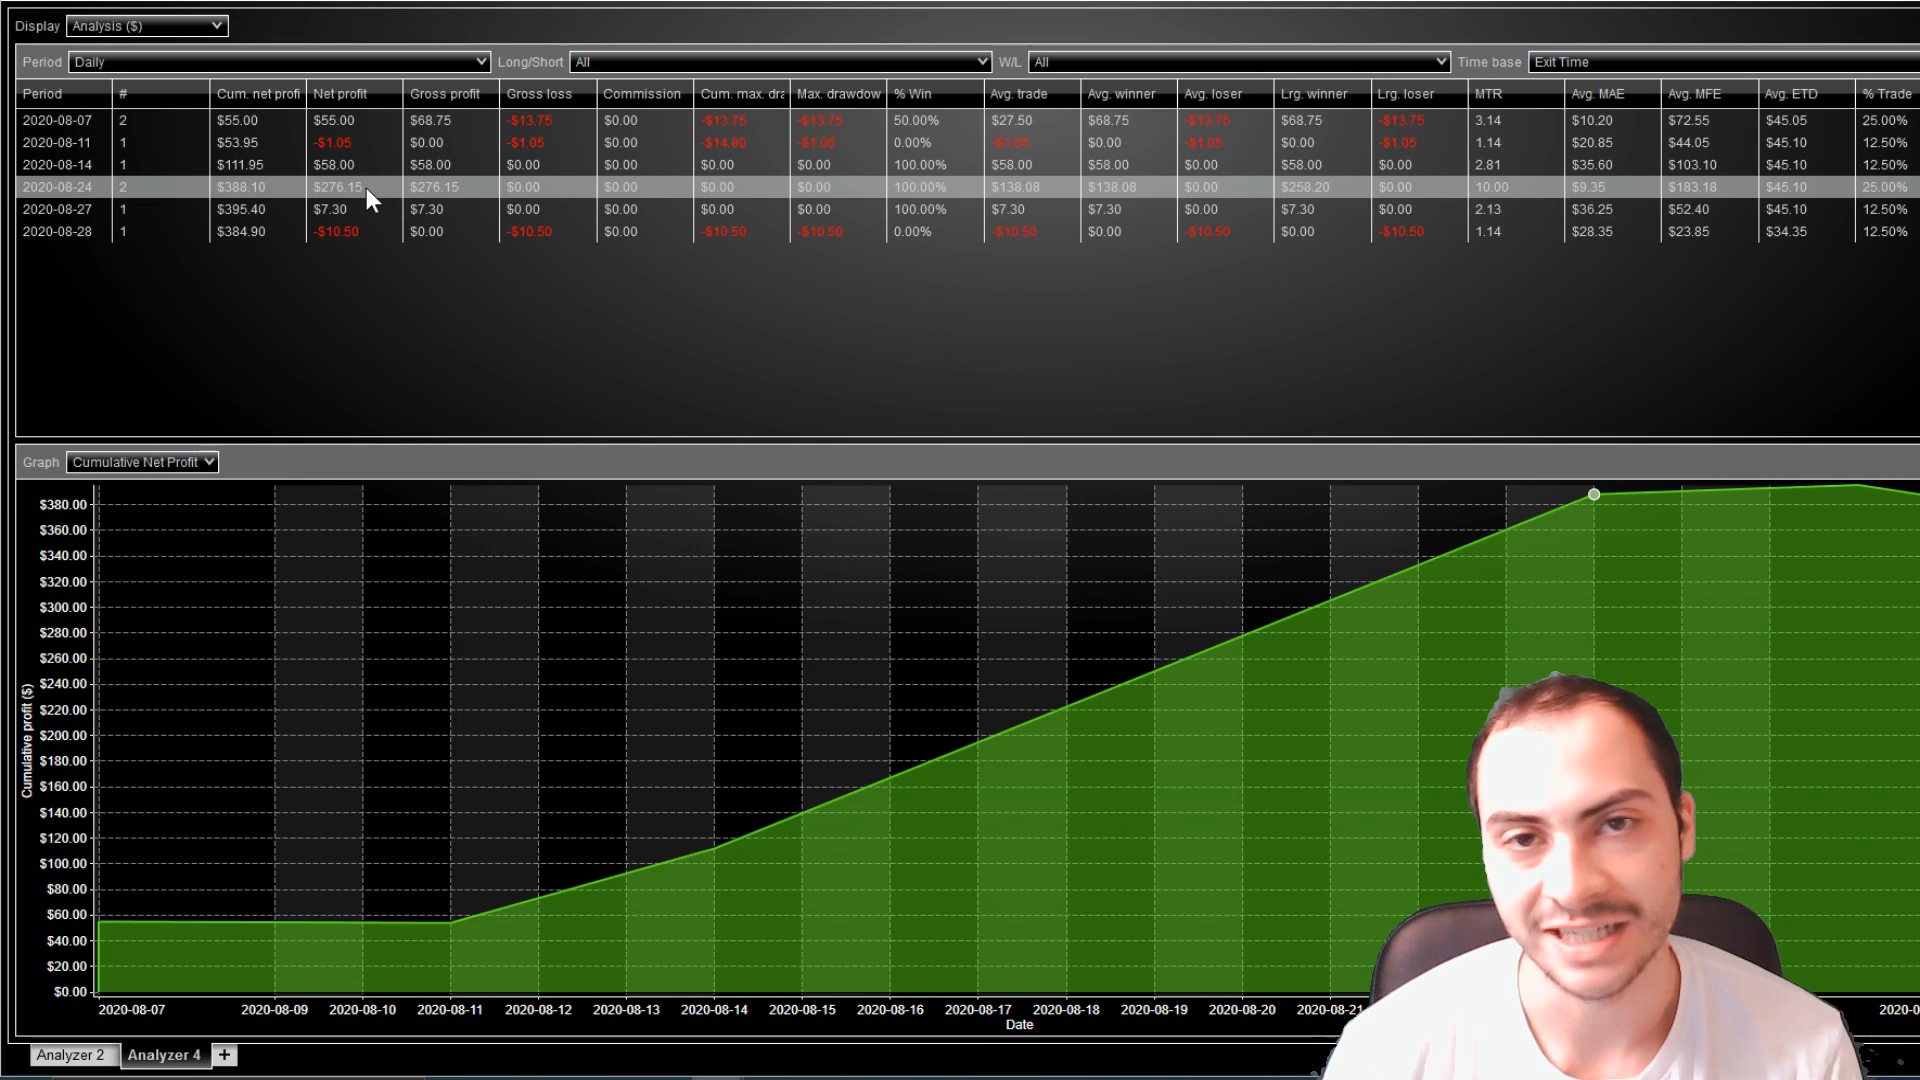 Display Analysis ($)
Period Daily Long/Short All W/L All Time base Exit Time
Period # Cum. net profi Net profit Gross profit Gross loss Commission Cum. max. dra Max. drawdow % Win Avg. trade Avg. winner Avg. loser Lrg. winner Lrg. loser MTR Avg. MAE Avg. MFE Avg. ETD % Trade
2020-08-07 2 $55.00 $55.00 $68.75 -$13.75 $0.00 -$13.75 -$13.75 50.00% $27.50 $68.75 -$13.75 $68.75 -$13.75 3.14 $10.20 $72.55 $45.05 25.00%
2020-08-11 1 $53.95 -$1.05 $0.00 -$1.05 $0.00 -$14.80 -$1.05 0.00% -$1.05 $0.00 -$1.05 $0.00 -$1.05 1.14 $20.85 $44.05 $45.10 12.50%
2020-08-14 1 $111.95 $58.00 $58.00 $0.00 $0.00 $0.00 $0.00 100.00% $58.00 $58.00 $0.00 $58.00 $0.00 2.81 $35.60 $103.10 $45.10 12.50%
2020-08-24 2 $388.10 $276.15 $276.15 $0.00 $0.00 $0.00 $0.00 100.00% $138.08 $138.08 $0.00 $258.20 $0.00 10.00 $9.35 $183.18 $45.10 25.00%
2020-08-27 1 $395.40 $7.30 $7.30 $0.00 $0.00 $0.00 $0.00 100.00% $7.30 $7.30 $0.00 $7.30 $0.00 2.13 $36.25 $52.40 $45.10 12.50%
2020-08-28 1 $384.90 -$10.50 $0.00 -$10.50 $0.00 -$10.50 -$10.50 0.00% -$10.50 $0.00 -$10.50 $0.00 -$10.50 1.14 $28.35 $23.85 $34.35 12.50%
Graph Cumulative Net Profit
$380.00
$360.00
$340.00
$320.00
$300.00
$280.00
$260.00
$240.00
$220.00
$200.00
$180.00
$160.00
$140.00
$120.00
$100.00
$80.00
$60.00
$40.00
$20.00
$0.00
Cumulative profit ($)
2020-08-07 2020-08-09 2020-08-10 2020-08-11 2020-08-12 2020-08-13 2020-08-14 2020-08-15 2020-08-16 2020-08-17 2020-08-18 2020-08-19 2020-08-20 2020-08-21 2020-0
Date
Analyzer 2 Analyzer 4 +